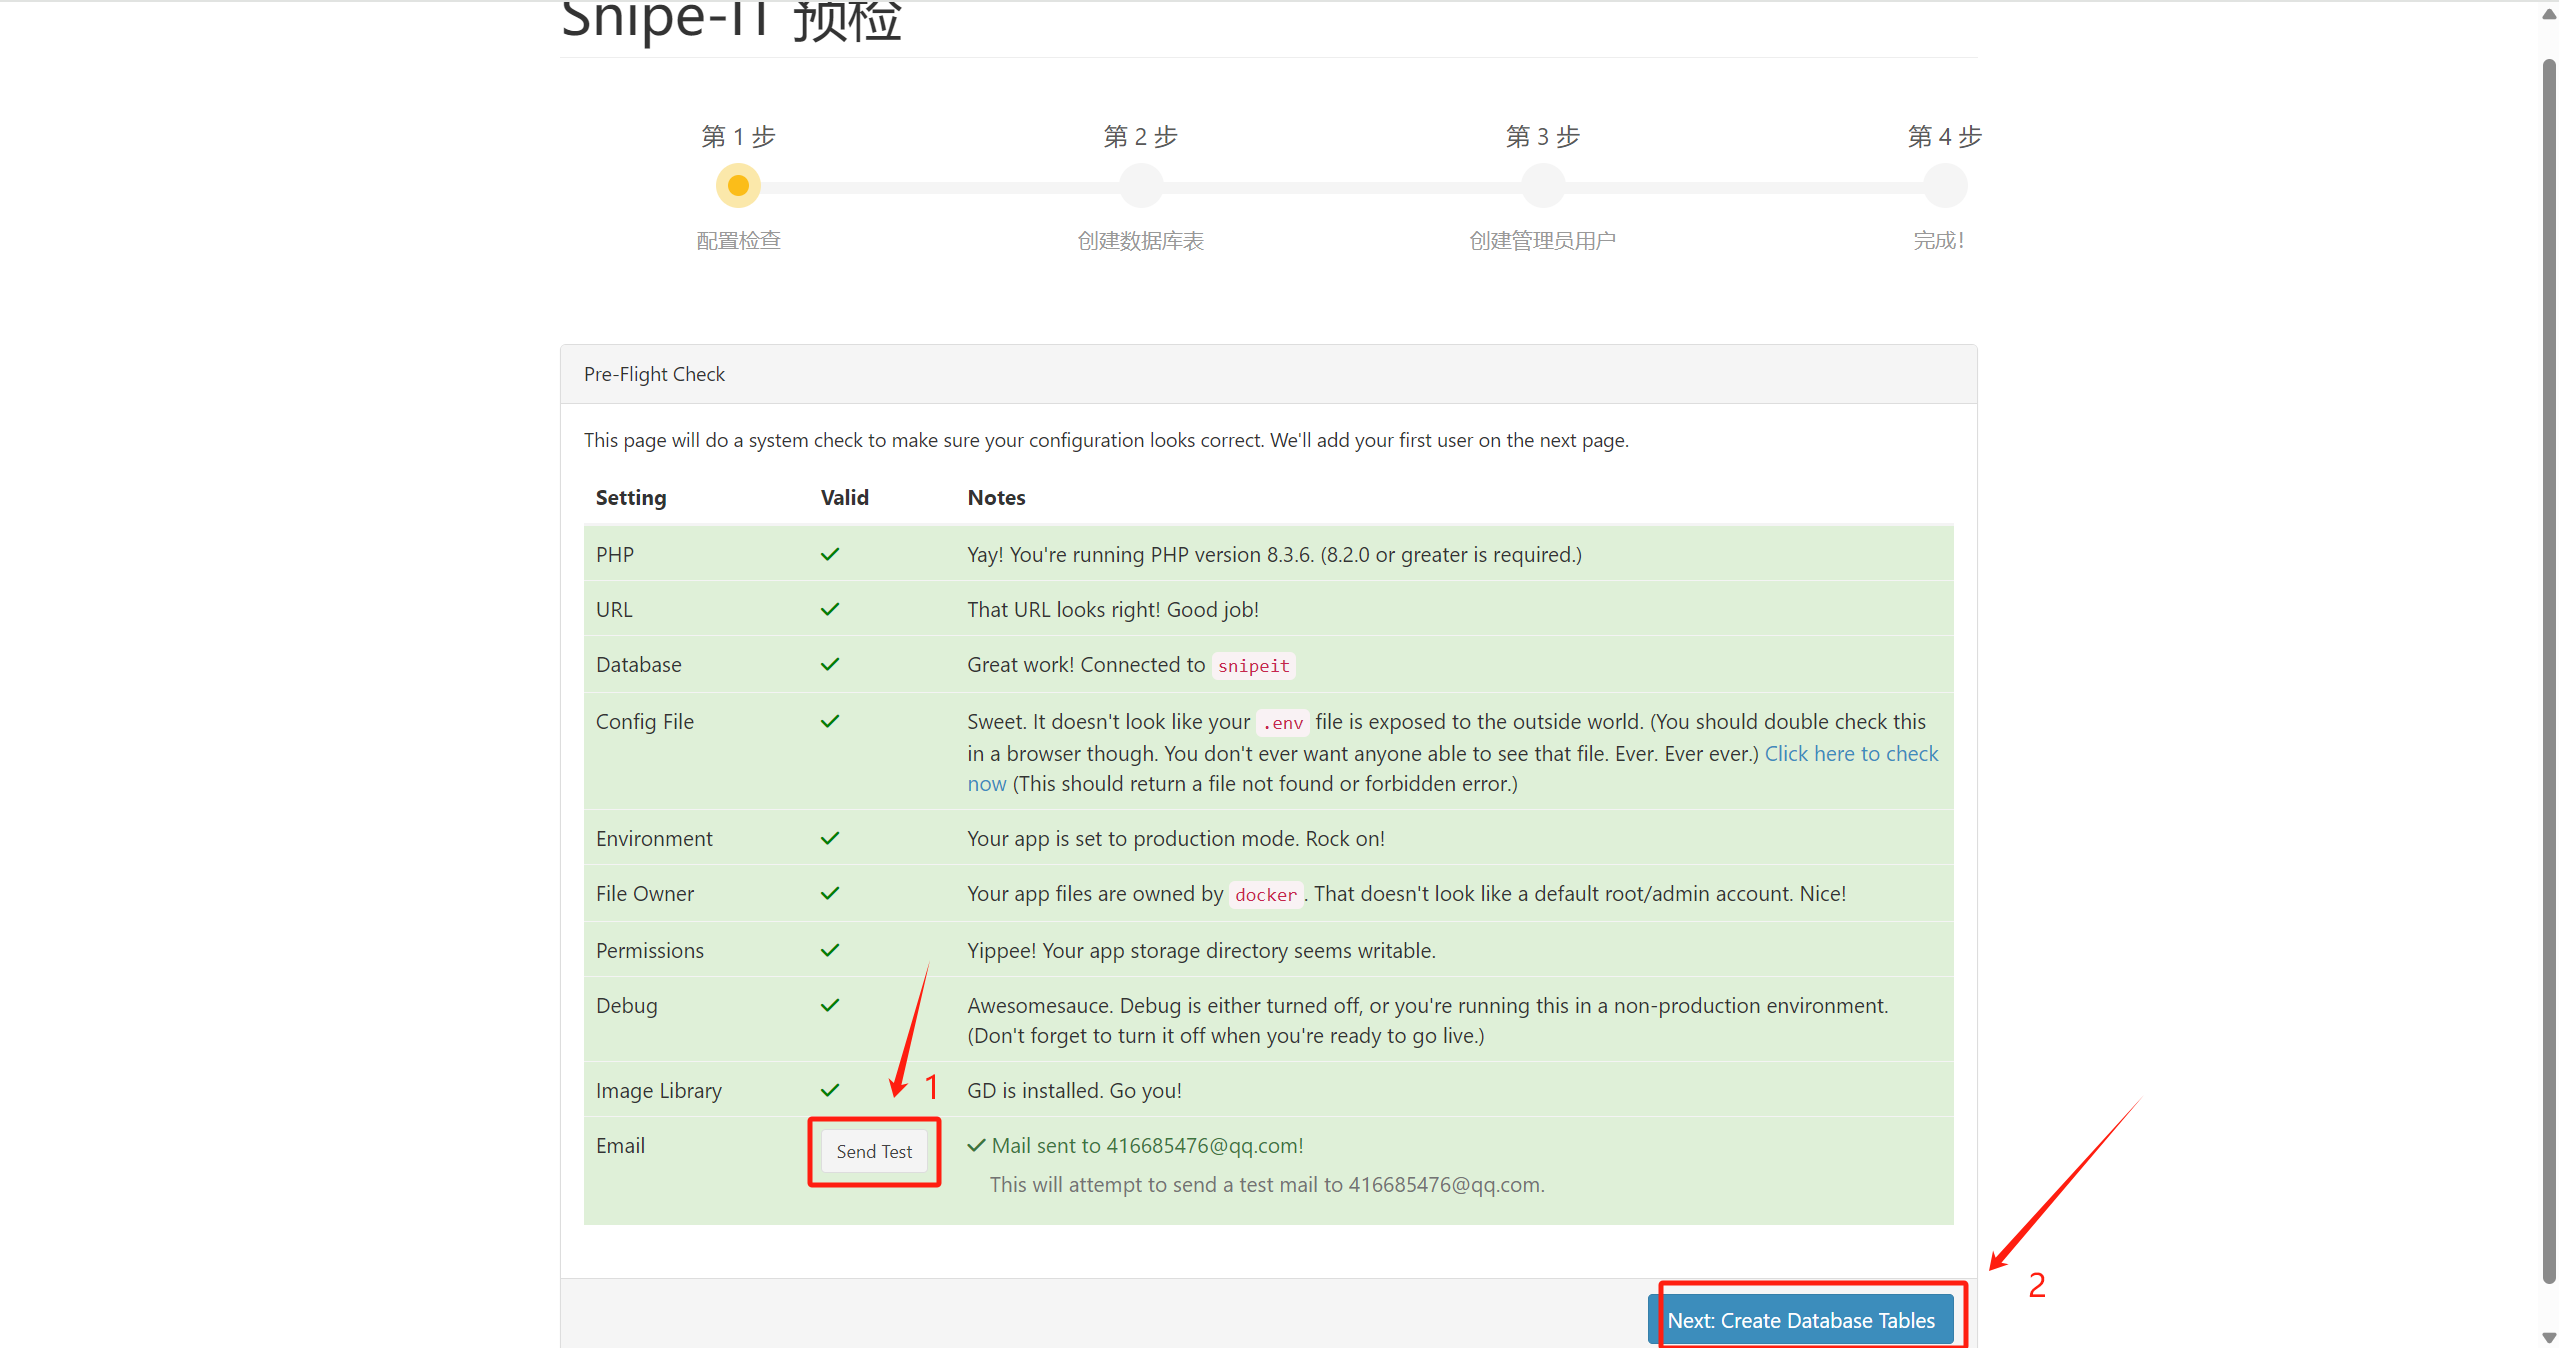 Snipe-IT 预检
第 1 步
第 2 步
第 3 步
第 4 步
配置检查
创建数据库表
创建管理员用户
完成!
Pre-Flight Check
This page will do a system check to make sure your configuration looks correct. We'll add your first user on the next page.
Setting Valid Notes
PHP Yay! You're running PHP version 8.3.6. (8.2.0 or greater is required.)
URL That URL looks right! Good job!
Database Great work! Connected to snipeit
Config File Sweet. It doesn't look like your .env file is exposed to the outside world. (You should double check this
in a browser though. You don't ever want anyone able to see that file. Ever. Ever ever.) Click here to check
now (This should return a file not found or forbidden error.)
Environment Your app is set to production mode. Rock on!
File Owner Your app files are owned by docker. That doesn't look like a default root/admin account. Nice!
Permissions Yippee! Your app storage directory seems writable.
Debug Awesomesauce. Debug is either turned off, or you're running this in a non-production environment.
(Don't forget to turn it off when you're ready to go live.)
Image Library GD is installed. Go you!
1
Email Send Test Mail sent to 416685476@qq.com!
This will attempt to send a test mail to 416685476@qq.com.
2
Next: Create Database Tables